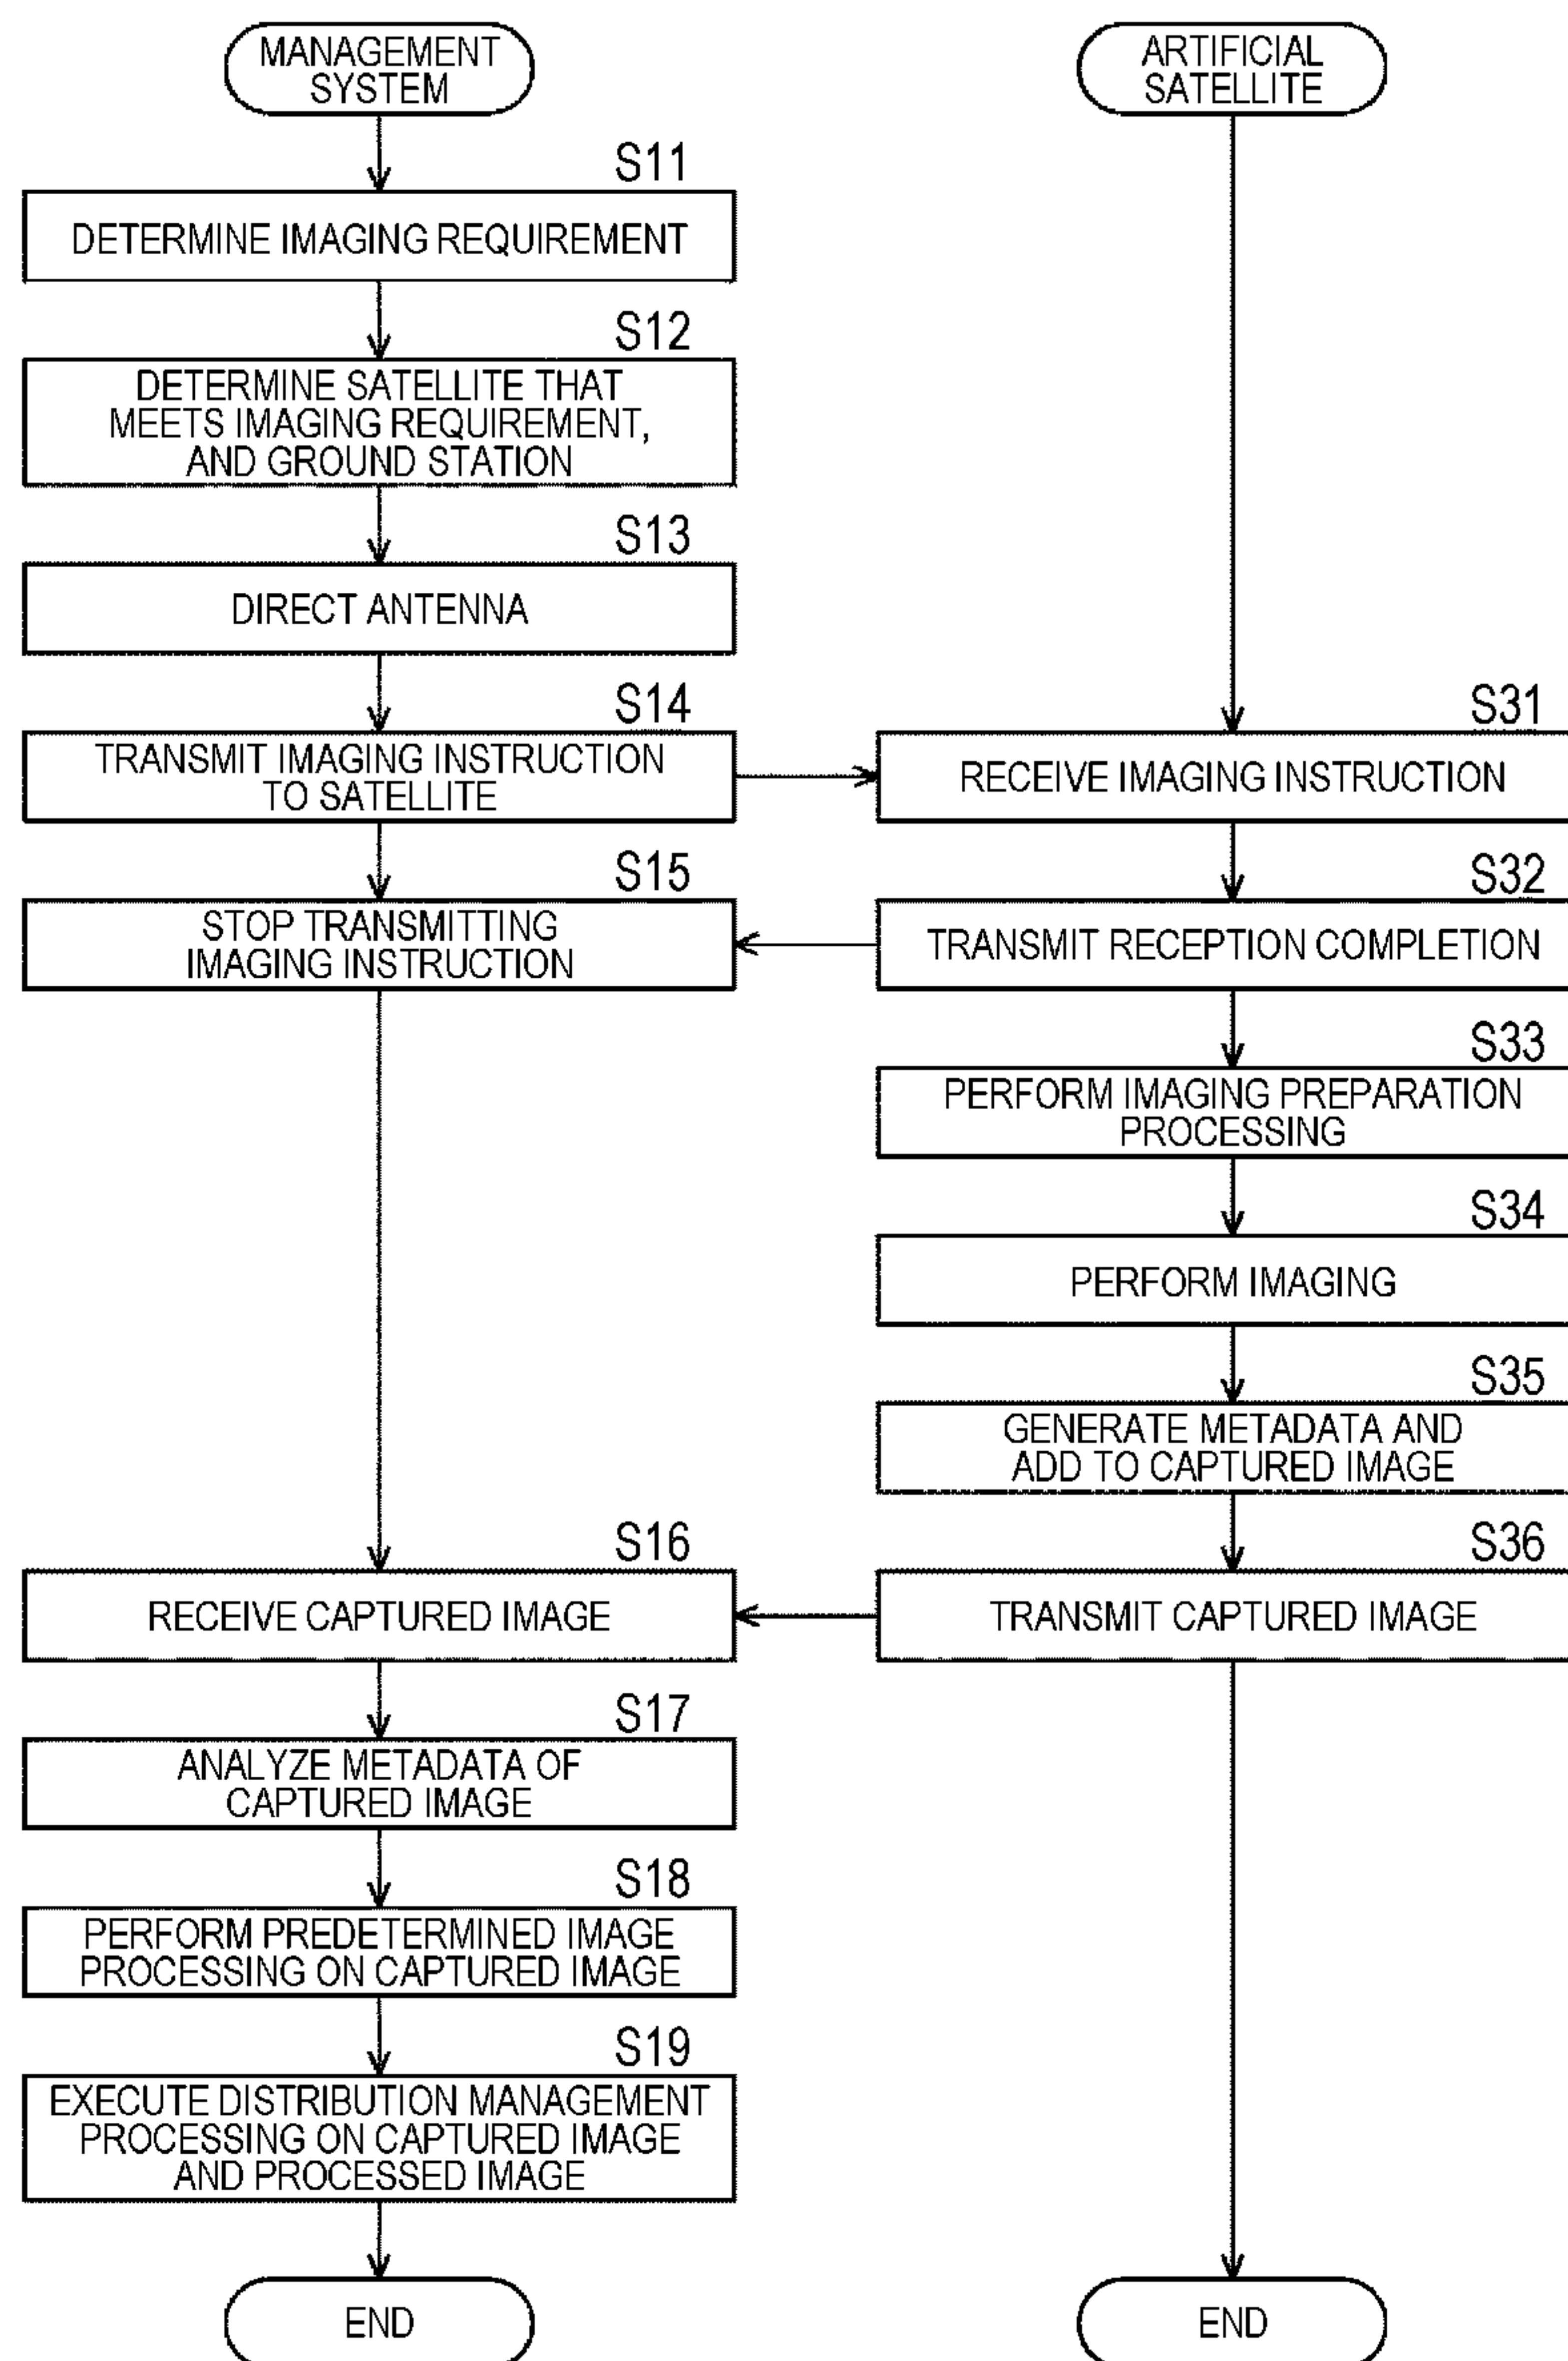 MANAGEMENT
SYSTEM
S11
DETERMINE IMAGING REQUIREMENT
S12
DETERMINE SATELLITE THAT
MEETS IMAGING REQUIREMENT,
AND GROUND STATION
S13
DIRECT ANTENNA
S14
TRANSMIT IMAGING INSTRUCTION
TO SATELLITE
S15
STOP TRANSMITTING
IMAGING INSTRUCTION
S16
RECEIVE CAPTURED IMAGE
S17
ANALYZE METADATA OF
CAPTURED IMAGE
S18
PERFORM PREDETERMINED IMAGE
PROCESSING ON CAPTURED IMAGE
S19
EXECUTE DISTRIBUTION MANAGEMENT
PROCESSING ON CAPTURED IMAGE
AND PROCESSED IMAGE
END
ARTIFICIAL
SATELLITE
S31
RECEIVE IMAGING INSTRUCTION
S32
TRANSMIT RECEPTION COMPLETION
S33
PERFORM IMAGING PREPARATION
PROCESSING
S34
PERFORM IMAGING
S35
GENERATE METADATA AND
ADD TO CAPTURED IMAGE
S36
TRANSMIT CAPTURED IMAGE
END